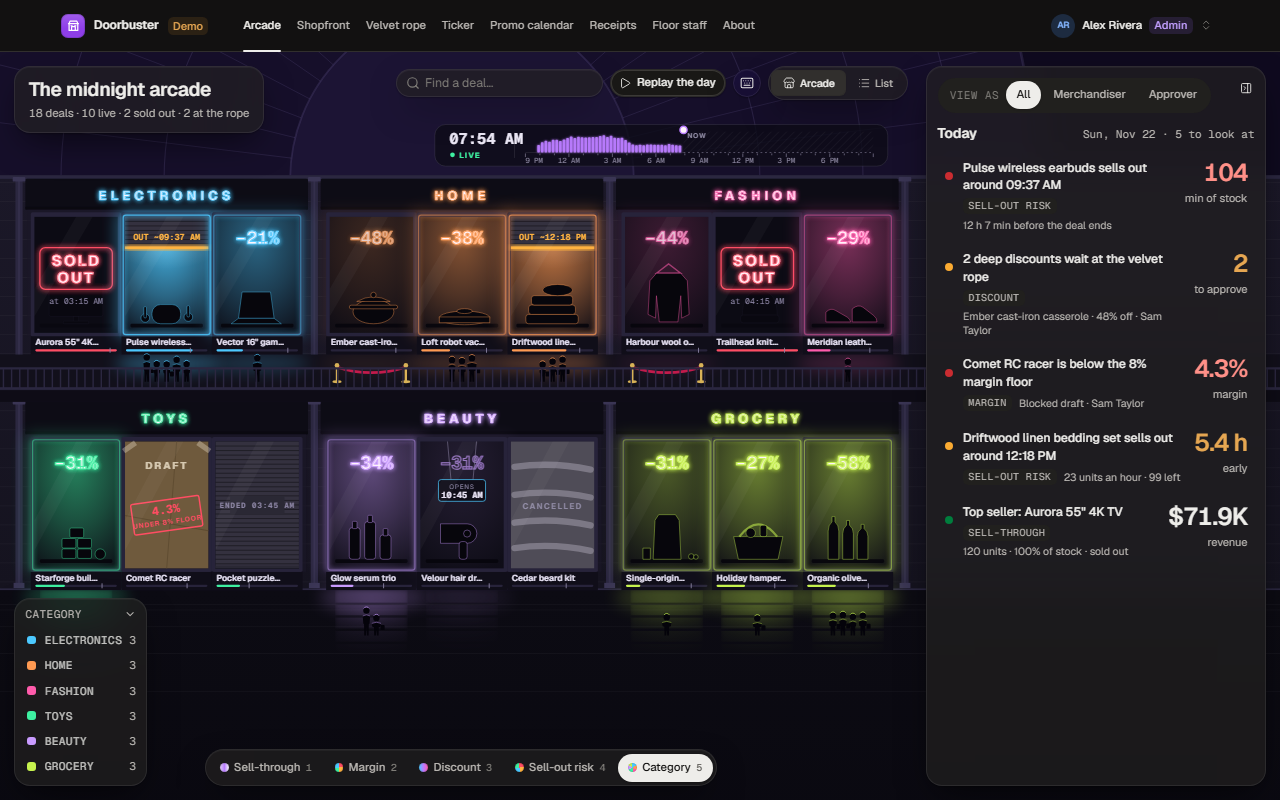 Doorbuster Demo Arcade Shopfront Velvet rope Ticker Promo calendar Receipts Floor staff About AR Alex Rivera Admin
The midnight arcade
18 deals · 10 live · 2 sold out · 2 at the rope
Find a deal…
Replay the day
Arcade
List
07:54 AM
LIVE
NOW
9 PM 12 AM 3 AM 6 AM 9 AM 12 PM 3 PM 6 PM
ELECTRONICS
SOLD OUT
at 03:15 AM
OUT ~09:37 AM
−21%
Aurora 55" 4K…
Pulse wireless…
Vector 16" gam…
HOME
−48%
−38%
OUT ~12:18 PM
Ember cast-iro…
Loft robot vac…
Driftwood line…
FASHION
−44%
SOLD OUT
at 04:15 AM
−29%
Harbour wool o…
Trailhead knit…
Meridian leath…
TOYS
−31%
DRAFT
4.3%
UNDER 8% FLOOR
ENDED 03:45 AM
Starforge buil…
Comet RC racer
Pocket puzzle…
BEAUTY
−34%
−31%
OPENS
10:45 AM
CANCELLED
Glow serum trio
Velour hair dr…
Cedar beard kit
GROCERY
−31%
−27%
−58%
Single-origin…
Holiday hamper…
Organic olive…
CATEGORY
ELECTRONICS 3
HOME 3
FASHION 3
TOYS 3
BEAUTY 3
GROCERY 3
Sell-through 1 Margin 2 Discount 3 Sell-out risk 4 Category 5
VIEW AS All Merchandiser Approver
Today Sun, Nov 22 · 5 to look at
Pulse wireless earbuds sells out around 09:37 AM
SELL-OUT RISK
12 h 7 min before the deal ends
104
min of stock
2 deep discounts wait at the velvet rope
DISCOUNT
Ember cast-iron casserole · 48% off · Sam Taylor
2
to approve
Comet RC racer is below the 8% margin floor
MARGIN Blocked draft · Sam Taylor
4.3%
margin
Driftwood linen bedding set sells out around 12:18 PM
SELL-OUT RISK 23 units an hour · 99 left
5.4 h
early
Top seller: Aurora 55" 4K TV
SELL-THROUGH
120 units · 100% of stock · sold out
$71.9K
revenue